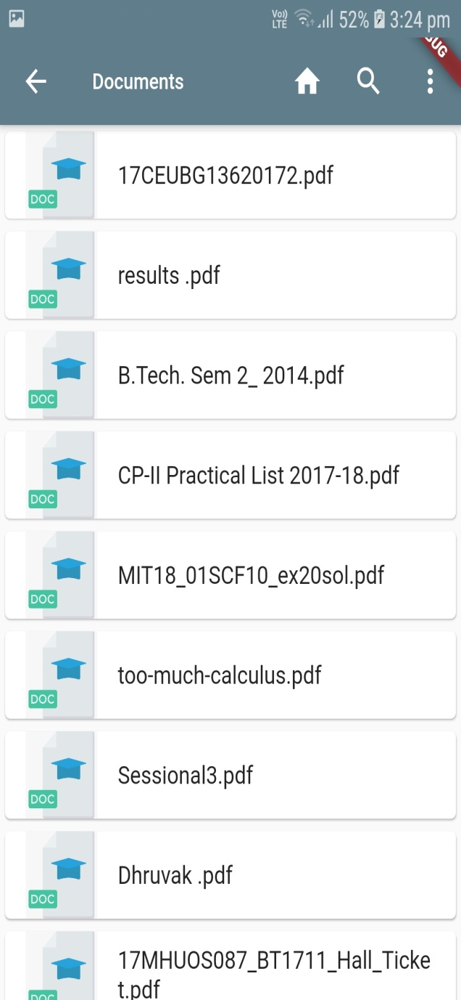 Vo))
LTE
52%
3:24 pm
Documents
DOC
17CEUBG13620172.pdf
DOC
results .pdf
DOC
B.Tech. Sem 2_ 2014.pdf
DOC
CP-II Practical List 2017-18.pdf
DOC
MIT18_01SCF10_ex20sol.pdf
DOC
too-much-calculus.pdf
DOC
Sessional3.pdf
DOC
Dhruvak .pdf
DOC
17MHUOS087_BT1711_Hall_Ticke
t.pdf